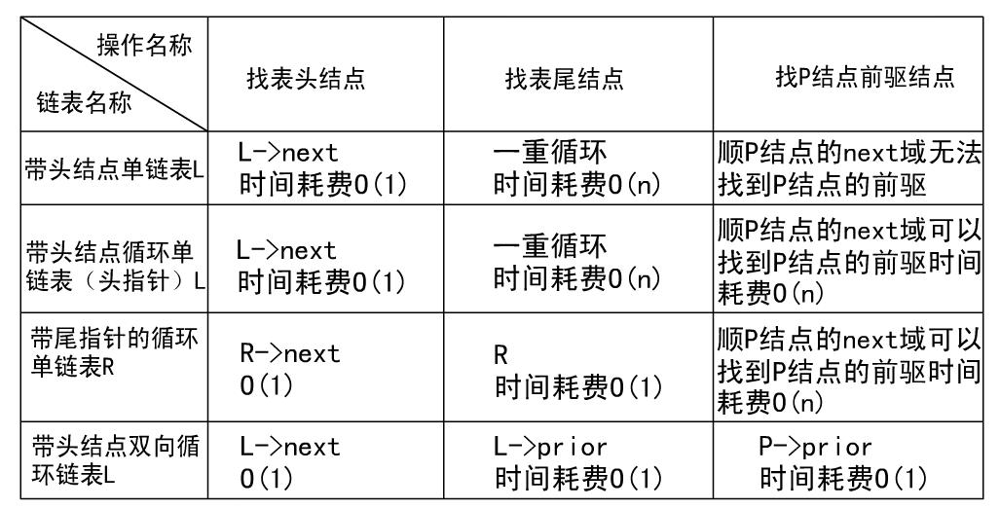 操作名称
链表名称
找表头结点
找表尾结点
找P结点前驱结点
带头结点单链表L
L->next
时间耗费O(1)
一重循环
时间耗费O(n)
顺P结点的next域无法
找到P结点的前驱
带头结点循环单
链表（头指针）L
L->next
时间耗费O(1)
一重循环
时间耗费O(n)
顺P结点的next域可以
找到P结点的前驱时间
耗费O(n)
带尾指针的循环
单链表R
R->next
O(1)
R
时间耗费O(1)
顺P结点的next域可以
找到P结点的前驱时间
耗费O(n)
带头结点双向循
环链表L
L->next
O(1)
L->prior
时间耗费O(1)
P->prior
时间耗费O(1)